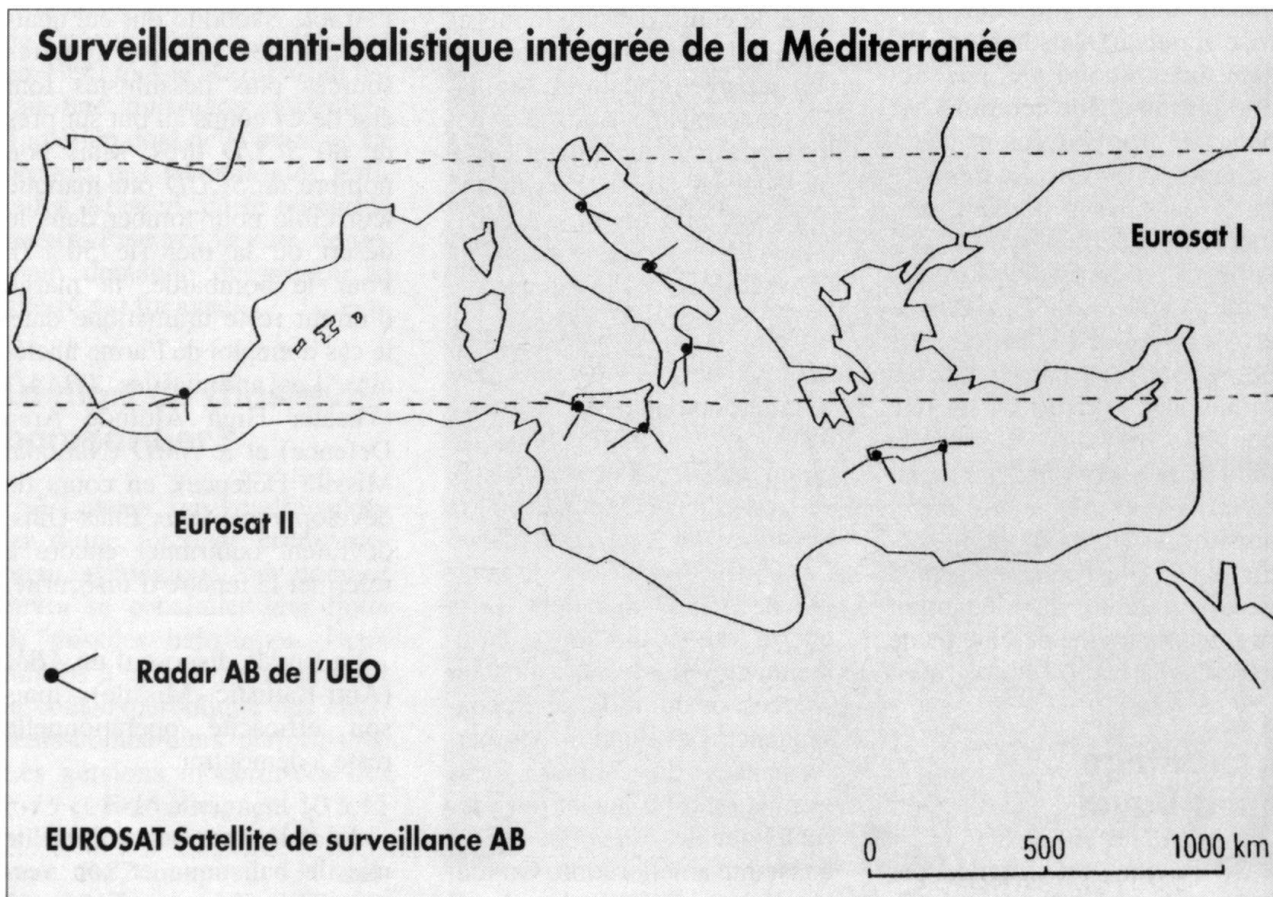 Surveillance anti-balistique intégrée de la Méditerranée
Eurosat I
Eurosat II
Radar AB de l'UEO
EUROSAT Satellite de surveillance AB
0 500 1000 km